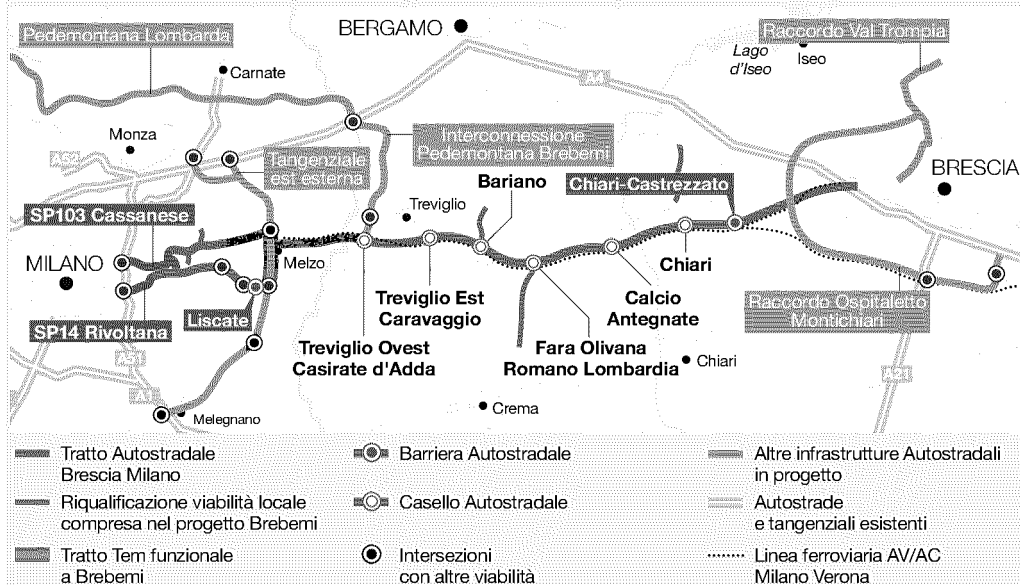 BERGAMO
Pedemontana Lombarda
Raccordo Val Trompia
Lago
d'Iseo
Iseo
Carnate
A4
Monza
A52
Interconnessione
Pedemontana Brebemi
Tangenziale
est esterna
BRESCIA
Bariano
Chiari-Castrezzato
SP103 Cassanese
Treviglio
MILANO
Melzo
Chiari
Treviglio Est
Caravaggio
Calcio
Antegnate
Raccordo Ospitaletto
Montichiari
Liscate
SP14 Rivoltana
Treviglio Ovest
Casirate d'Adda
Fara Olivana
Romano Lombardia
Chiari
A51
A21
A1
Crema
Melegnano
Tratto Autostradale
Brescia Milano
Barriera Autostradale
Altre infrastrutture Autostradali
in progetto
Riqualificazione viabilità locale
compresa nel progetto Brebemi
Casello Autostradale
Autostrade
e tangenziali esistenti
Tratto Tem funzionale
a Brebemi
Intersezioni
con altre viabilità
Linea ferroviaria AV/AC
Milano Verona